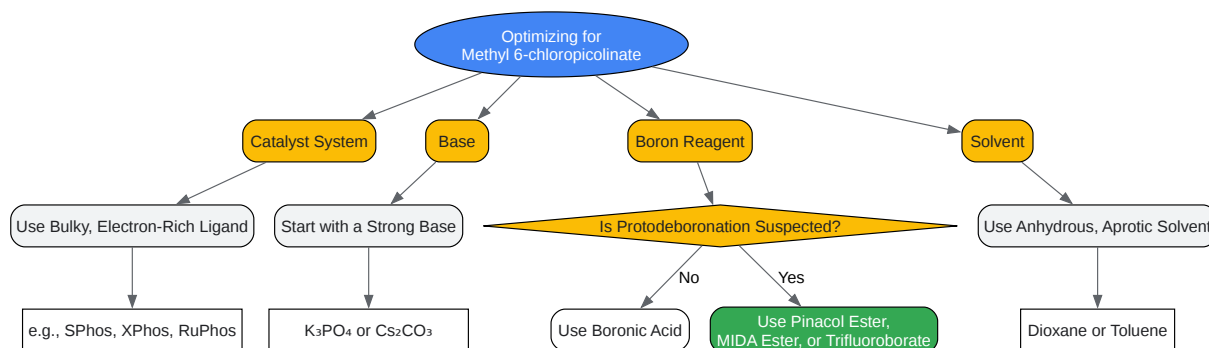 Optimizing for
Methyl 6-chloropicolinate
Catalyst System
Base
Boron Reagent
Solvent
Use Bulky, Electron-Rich Ligand
Start with a Strong Base
Is Protodeboronation Suspected?
Use Anhydrous, Aprotic Solvent
No
Yes
e.g., SPhos, XPhos, RuPhos
K₃PO₄ or Cs₂CO₃
Use Boronic Acid
Use Pinacol Ester,
MIDA Ester, or Trifluoroborate
Dioxane or Toluene